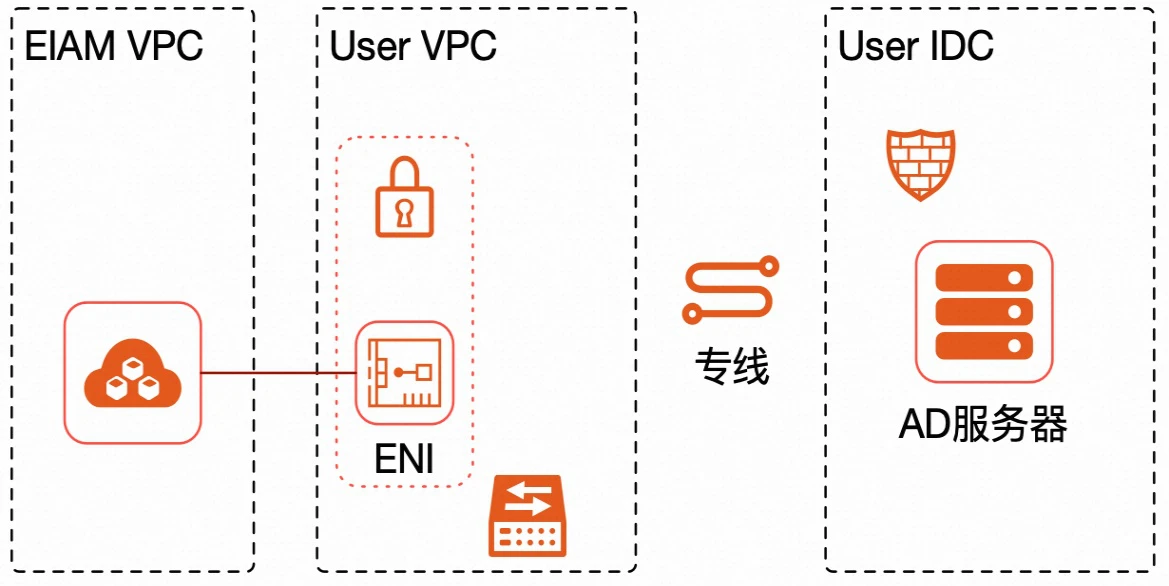 EIAM VPC
User VPC
User IDC
专线
AD服务器
ENI